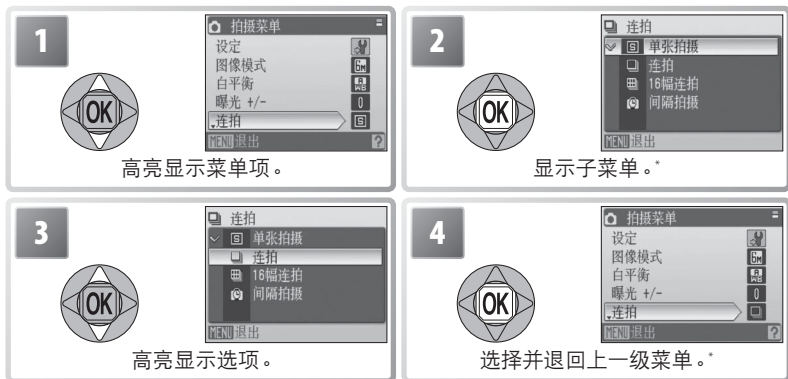 1
OK
拍摄菜单
设定
图像模式
白平衡
曝光 +/-
连拍
MENU 退出 ?
高亮显示菜单项。
2
OK
连拍
S 单张拍摄
连拍
16幅连拍
间隔拍摄
MENU 退出
显示子菜单。*
3
OK
连拍
S 单张拍摄
连拍
16幅连拍
间隔拍摄
MENU 退出
高亮显示选项。
4
OK
拍摄菜单
设定
图像模式 6M
白平衡
曝光 +/- 0
连拍
MENU 退出 ?
选择并退回上一级菜单。*